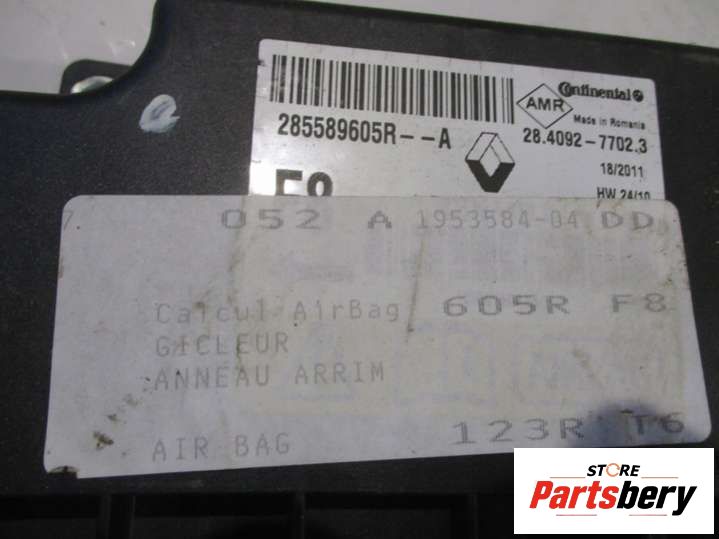 Continental
AMR
Made in Romania
285589605R--A
28.4092-7702.3
18/2011
F8
HW 24/10
052 A 1953584-04 DD
Calcul AirBag 605R F8
GICLEUR
ANNEAU ARRIM
AIR BAG 123R T6
STORE
Partsbery